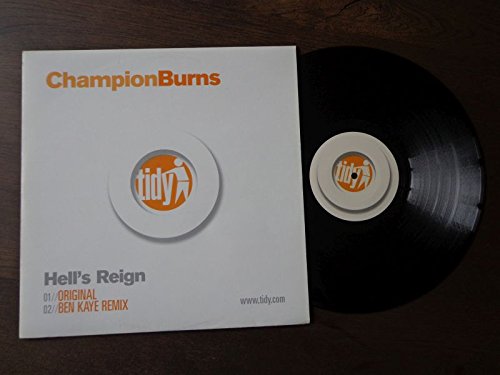 ChampionBurns
tidy
tidy
Hell's Reign
01//ORIGINAL
02//BEN KAYE REMIX
www.tidy.com